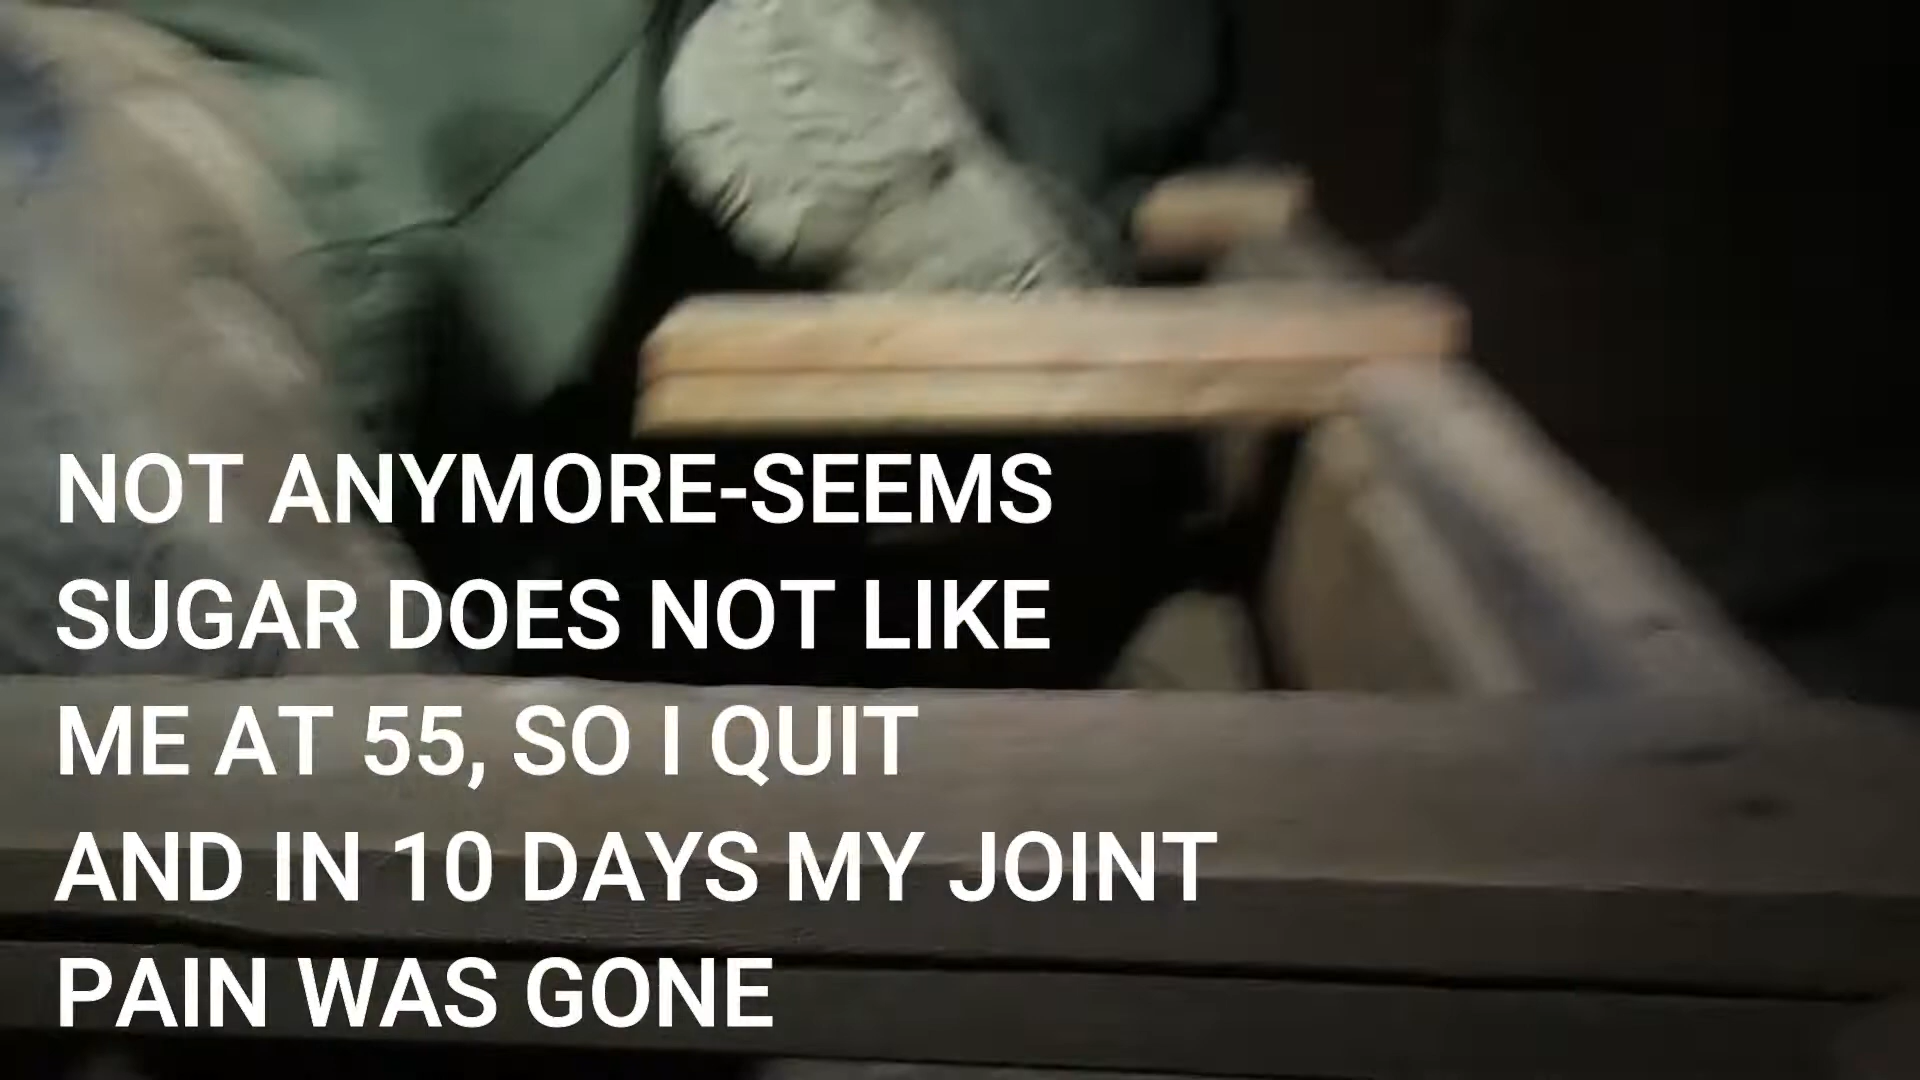 NOT ANYMORE-SEEMS
SUGAR DOES NOT LIKE
ME AT 55, SO I QUIT
AND IN 10 DAYS MY JOINT
PAIN WAS GONE